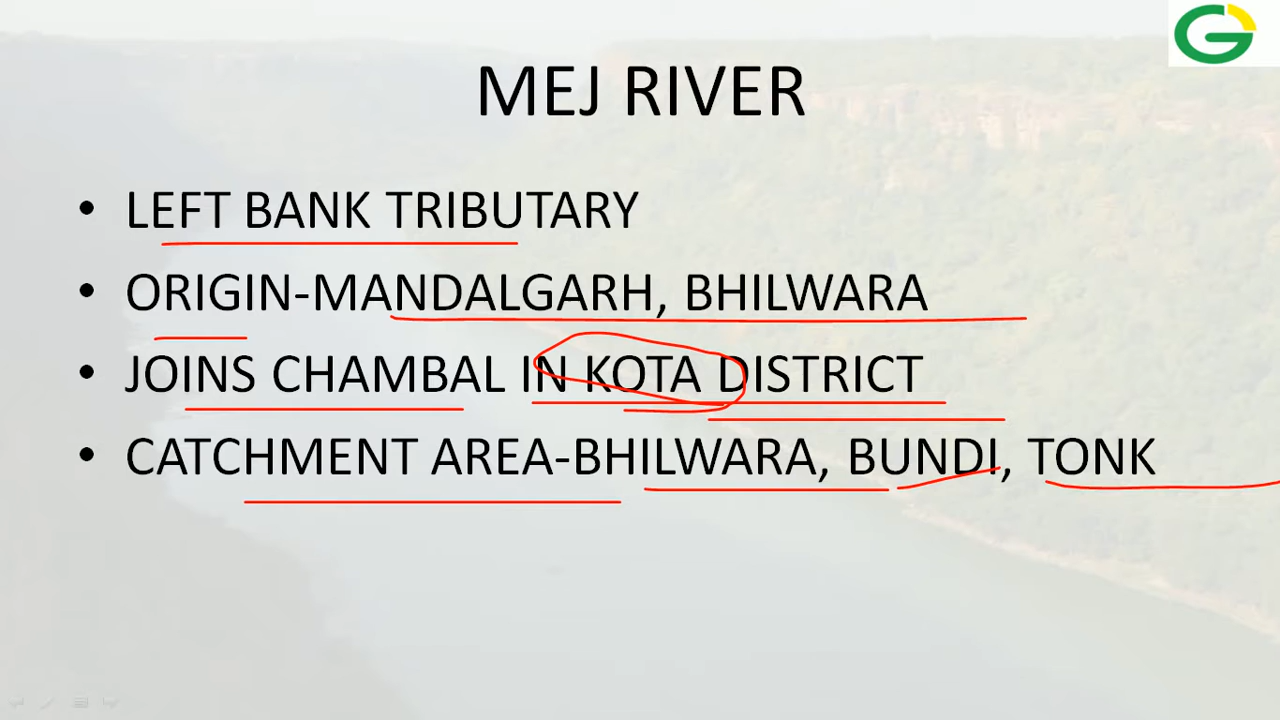 MEJ RIVER
• LEFT BANK TRIBUTARY
• ORIGIN-MANDALGARH, BHILWARA
• JOINS CHAMBAL IN KOTA DISTRICT
• CATCHMENT AREA-BHILWARA, BUNDI, TONK